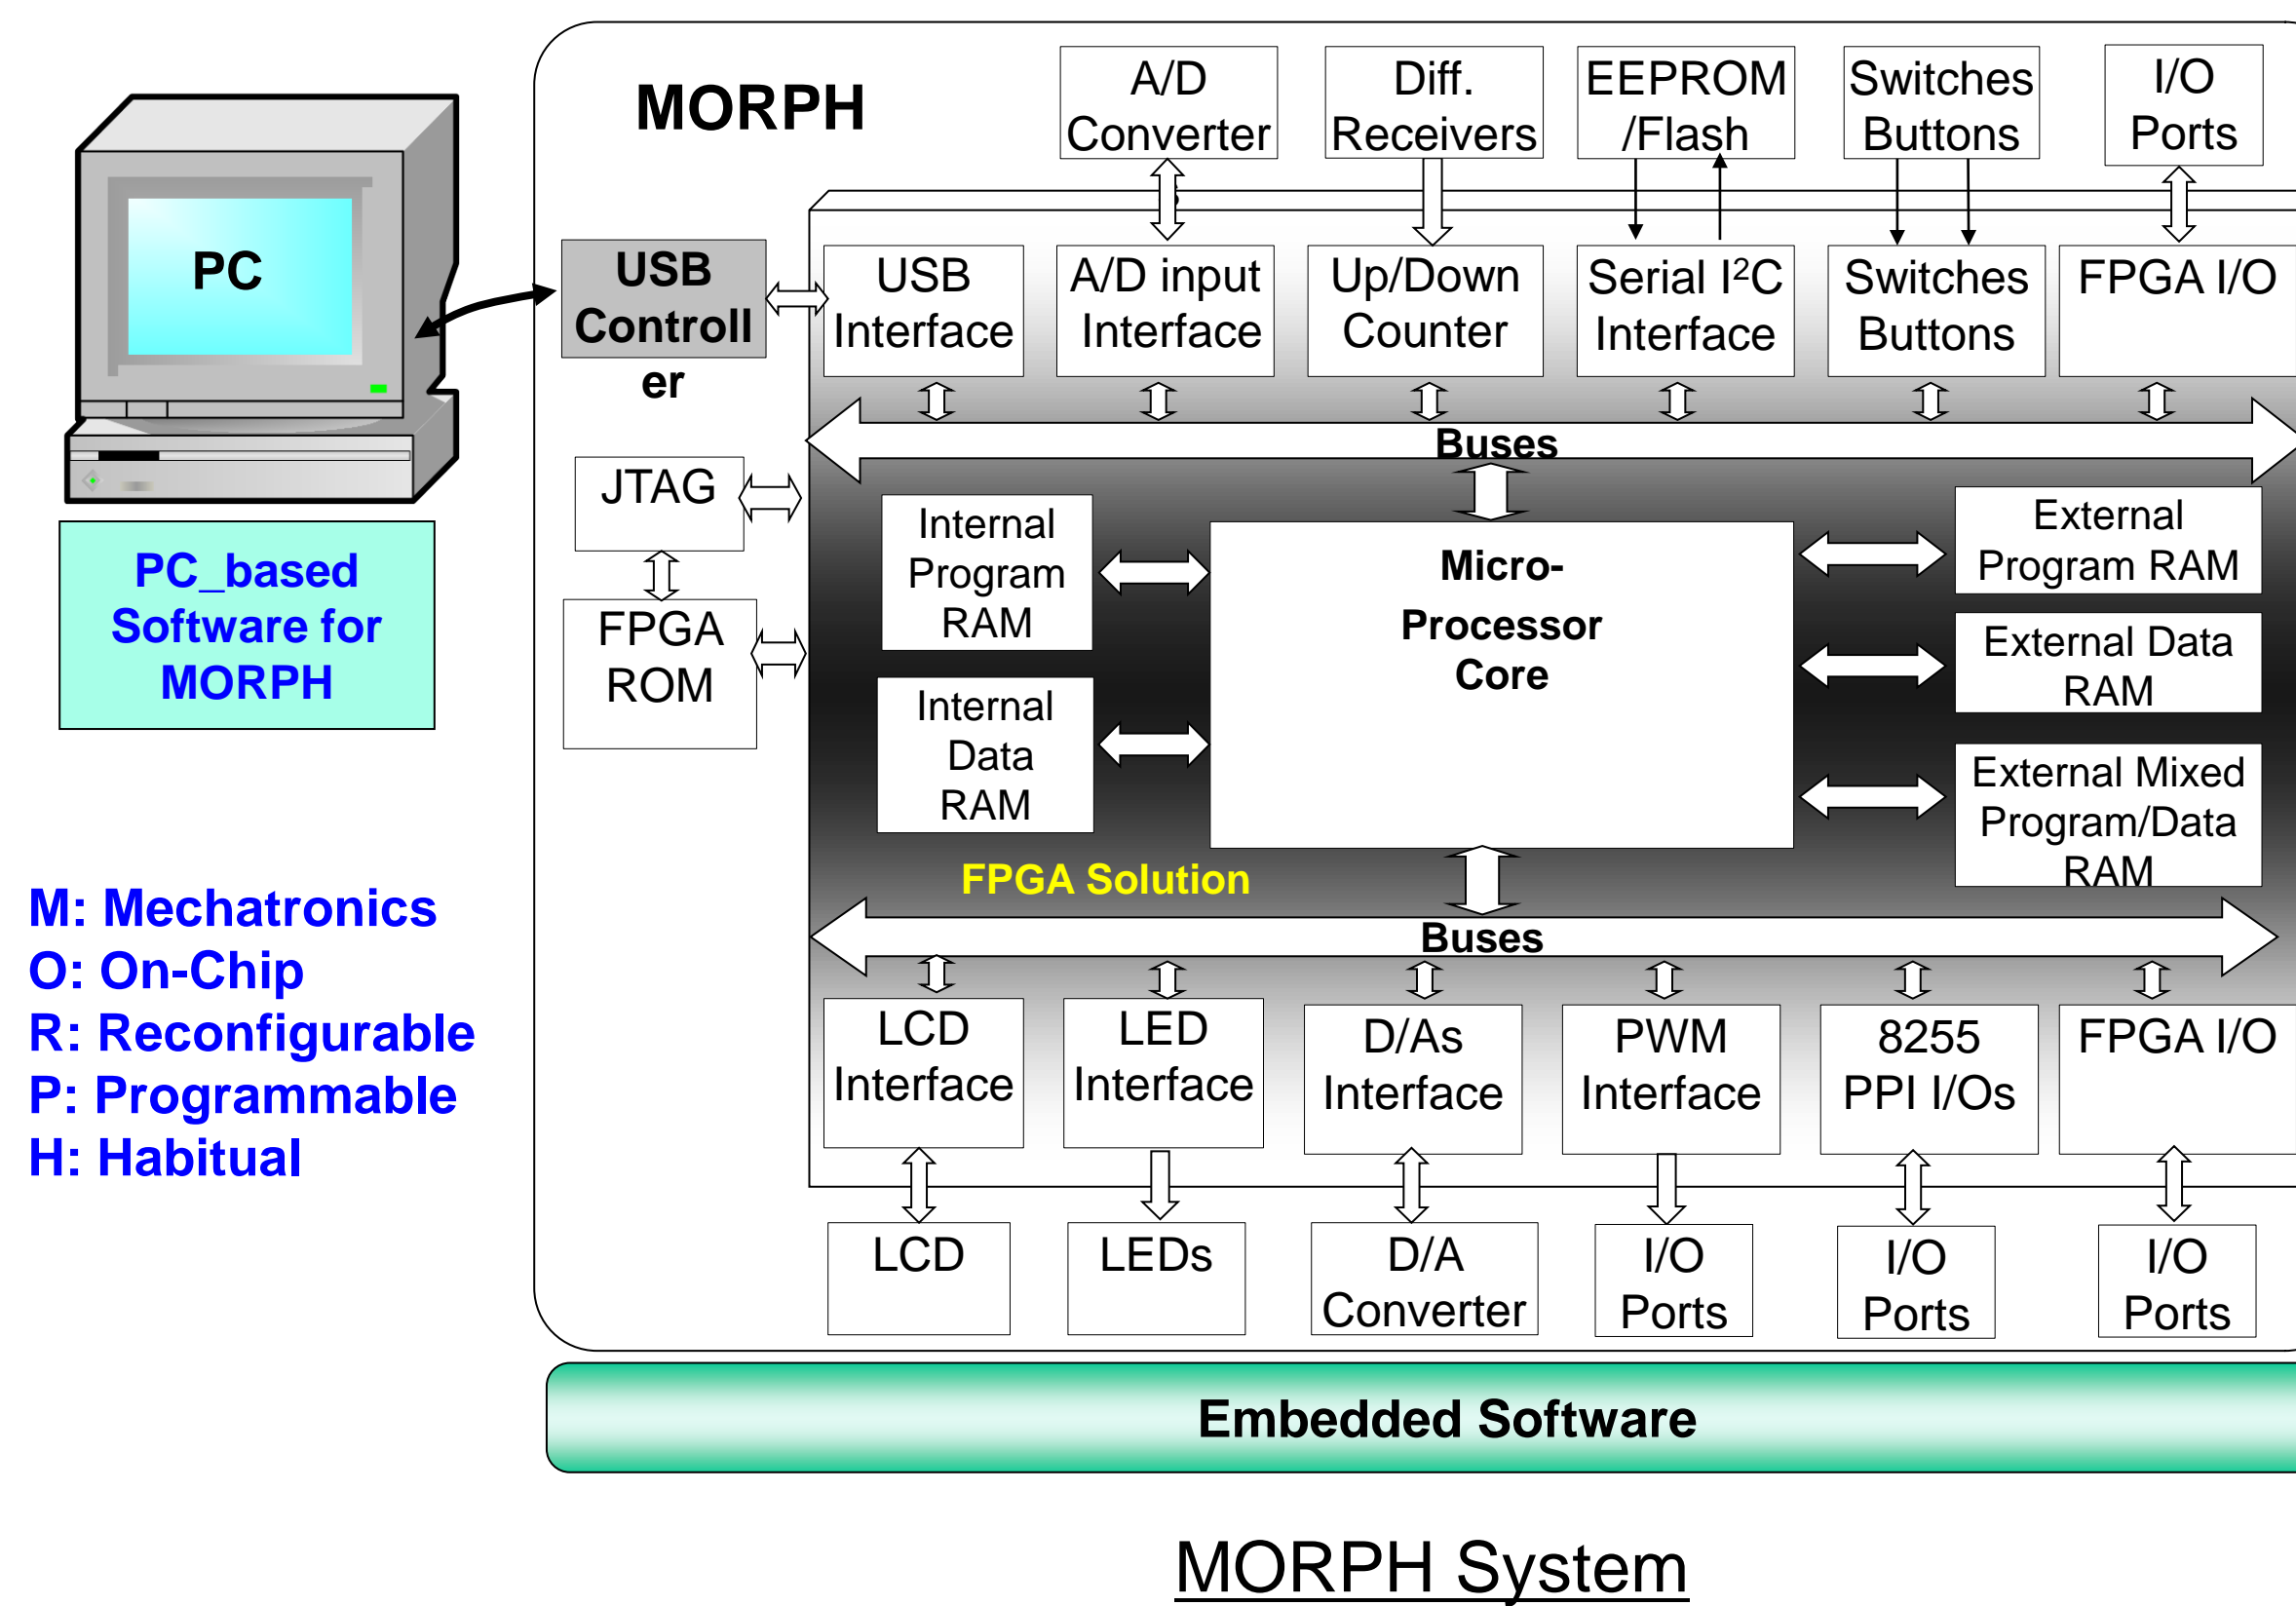 MORPH
A/D
Converter
Diff.
Receivers
EEPROM
/Flash
Switches
Buttons
I/O
Ports
PC
USB
Controll
er
USB
Interface
A/D input
Interface
Up/Down
Counter
Serial I²C
Interface
Switches
Buttons
FPGA I/O
Buses
JTAG
FPGA
ROM
Internal
Program
RAM
Internal
Data
RAM
Micro-
Processor
Core
External
Program RAM
External Data
RAM
External Mixed
Program/Data
RAM
PC_based
Software for
MORPH
FPGA Solution
Buses
M: Mechatronics
O: On-Chip
R: Reconfigurable
P: Programmable
H: Habitual
LCD
Interface
LED
Interface
D/As
Interface
PWM
Interface
8255
PPI I/Os
FPGA I/O
LCD
LEDs
D/A
Converter
I/O
Ports
I/O
Ports
I/O
Ports
Embedded Software
MORPH System